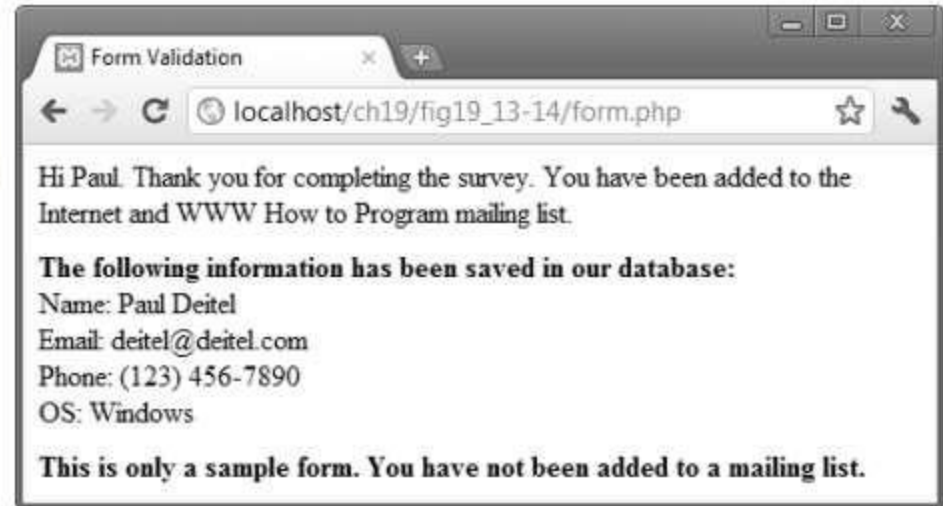 Form Validation
localhost/ch19/fig19_13-14/form.php
Hi Paul. Thank you for completing the survey. You have been added to the
Internet and WWW How to Program mailing list.
The following information has been saved in our database:
Name: Paul Deitel
Email: deitel@deitel.com
Phone: (123) 456-7890
OS: Windows
This is only a sample form. You have not been added to a mailing list.